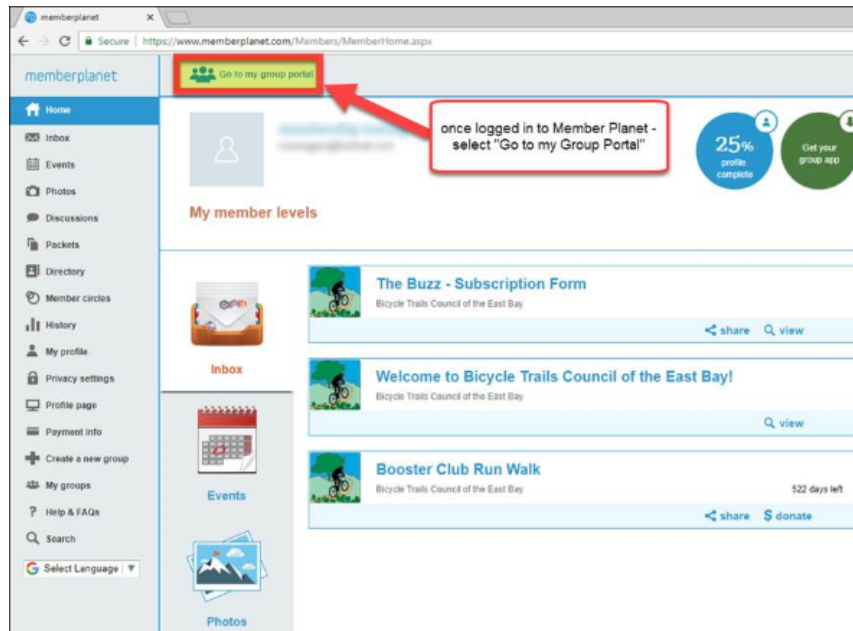 memberplanet
Secure | https://www.memberplanet.com/Members/MemberHome.aspx
memberplanet
Go to my group portal
once logged in to Member Planet -
select "Go to my Group Portal"
25%
profile
complete
Get your
group app
Home
Inbox
Events
Photos
Discussions
Packets
Directory
Member circles
History
My profile
Privacy settings
Profile page
Payment info
Create a new group
My groups
Help & FAQs
Search
Select Language
My member levels
Inbox
Events
Photos
The Buzz - Subscription Form
Bicycle Trails Council of the East Bay
share view
Welcome to Bicycle Trails Council of the East Bay!
Bicycle Trails Council of the East Bay
view
Booster Club Run Walk
Bicycle Trails Council of the East Bay
522 days left
share $ donate